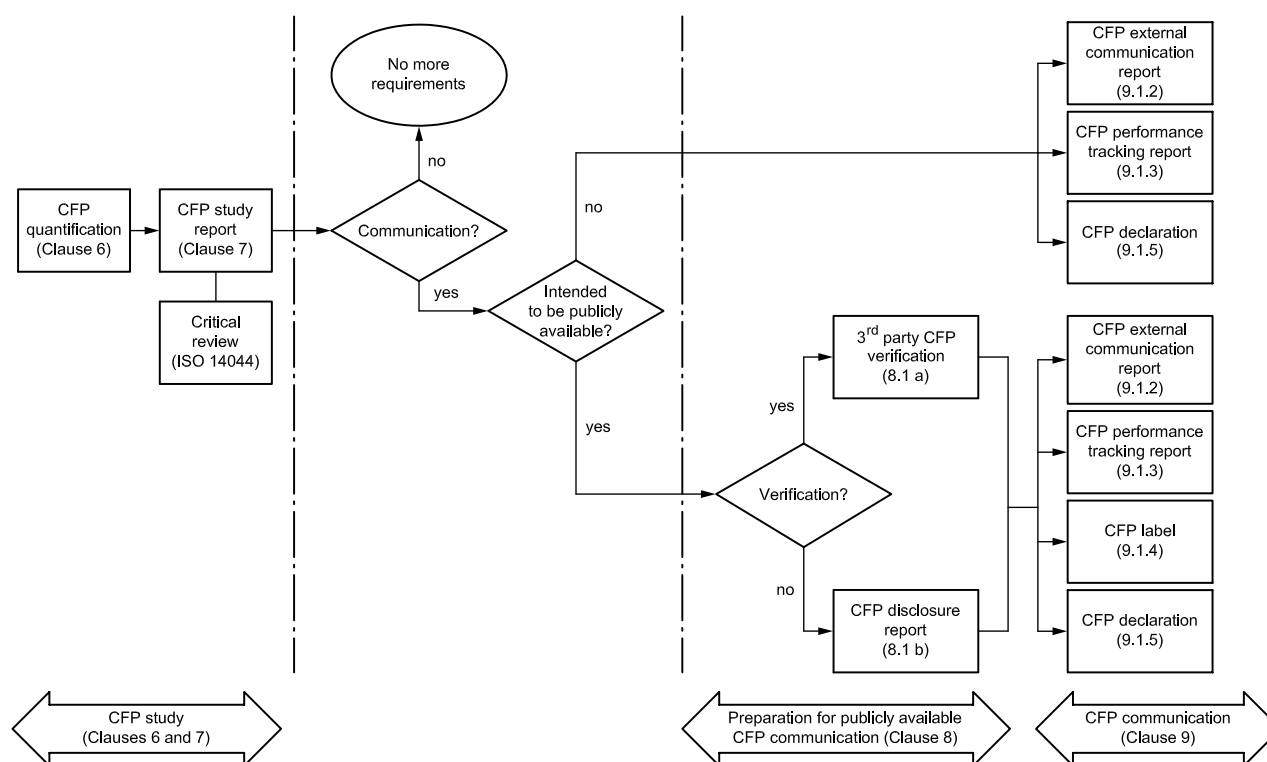 CFP
quantification
(Clause 6)
CFP study
report
(Clause 7)
Critical
review
(ISO 14044)
No more
requirements
no
Communication?
yes
Intended
to be publicly
available?
no
yes
Verification?
yes
no
3rd party CFP
verification
(8.1 a)
CFP disclosure
report
(8.1 b)
CFP external
communication
report
(9.1.2)
CFP performance
tracking report
(9.1.3)
CFP declaration
(9.1.5)
CFP external
communication
report
(9.1.2)
CFP performance
tracking report
(9.1.3)
CFP label
(9.1.4)
CFP declaration
(9.1.5)
CFP study
(Clauses 6 and 7)
Preparation for publicly available
CFP communication (Clause 8)
CFP communication
(Clause 9)